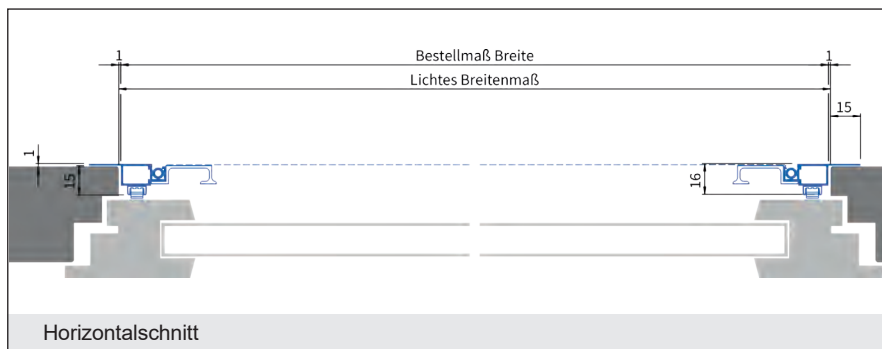 1 Bestellmaß Breite 1
Lichtes Breitenmaß
15
1
15
16
Horizontalschnitt